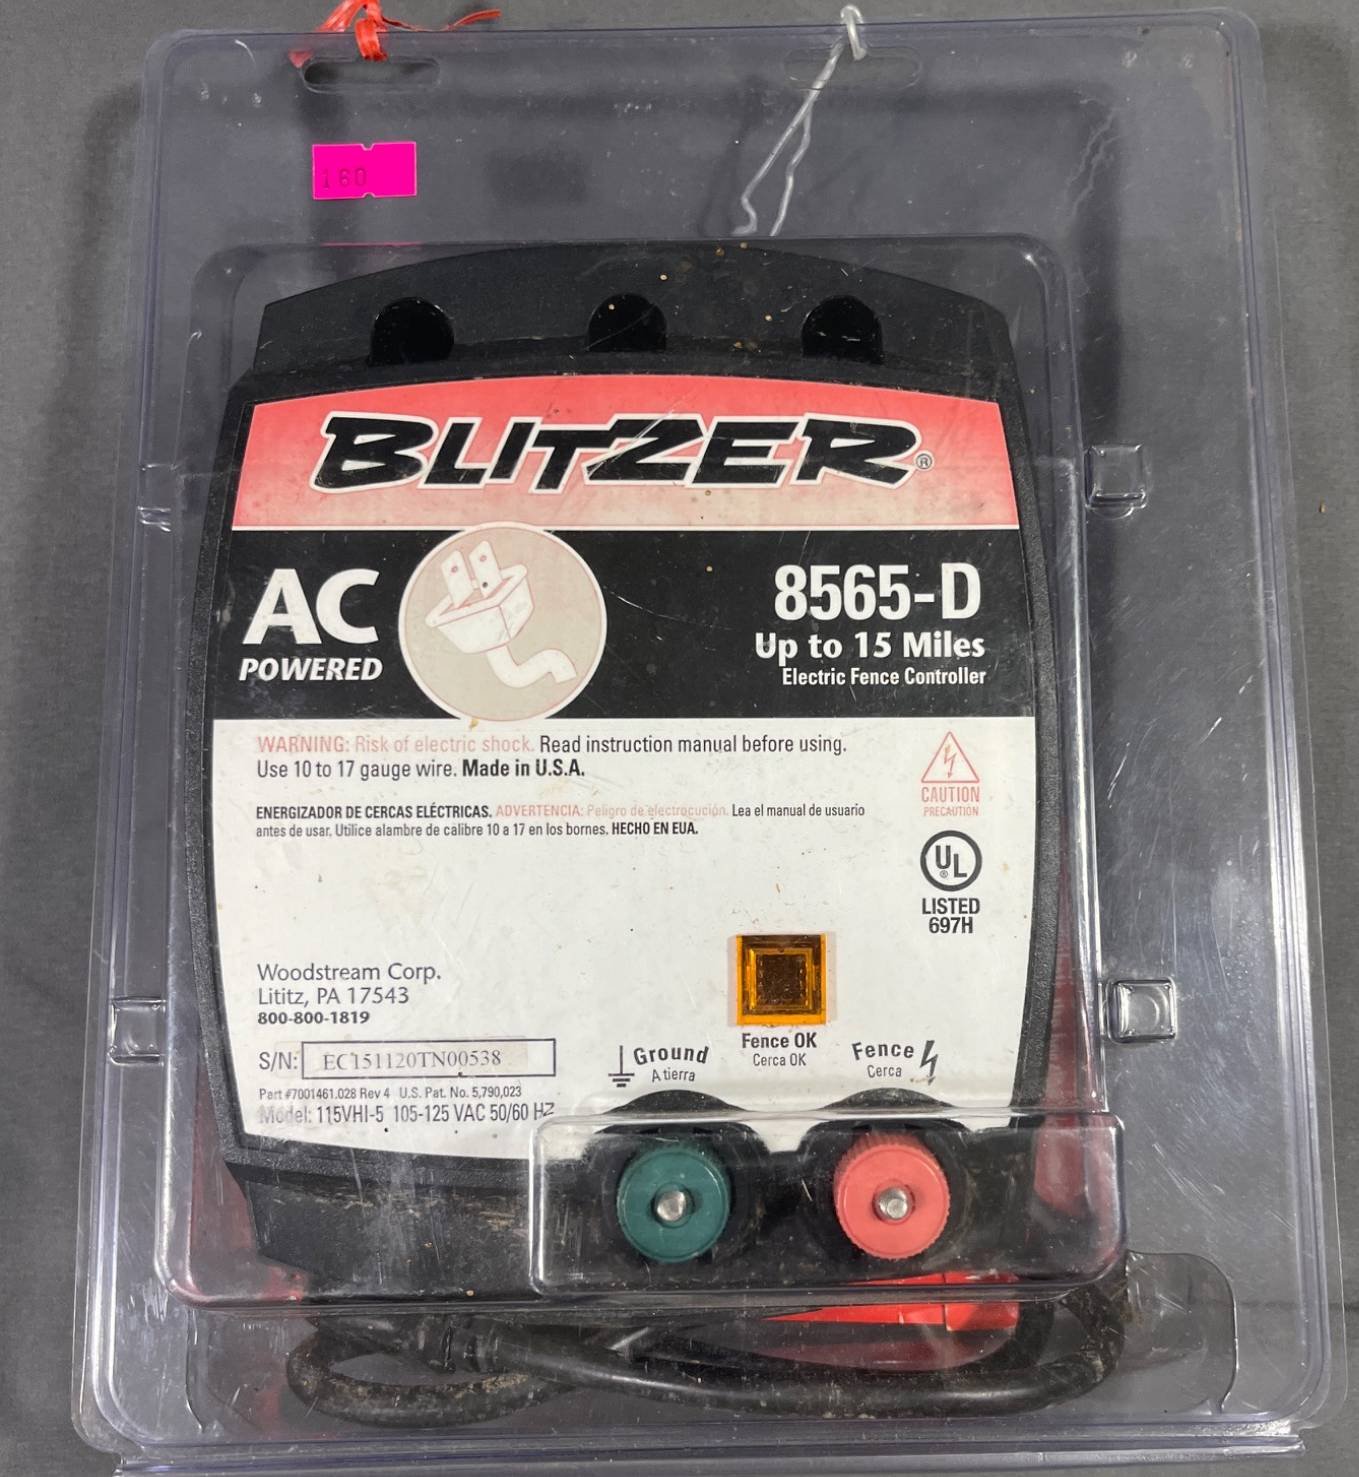 160
BLITZER®
AC
POWERED
8565-D
Up to 15 Miles
Electric Fence Controller
WARNING: Risk of electric shock. Read instruction manual before using.
Use 10 to 17 gauge wire. Made in U.S.A.
ENERGIZADOR DE CERCAS ELÉCTRICAS. ADVERTENCIA: Peligro de electrocución. Lea el manual de usuario
antes de usar. Utilice alambre de calibre 10 a 17 en los bornes. HECHO EN EUA.
CAUTION
PRECAUTION
UL
®
LISTED
697H
Woodstream Corp.
Lititz, PA 17543
800-800-1819
S/N: EC151120TN00538
Part #7001461.028 Rev 4 U.S. Pat. No. 5,790,023
Model: 115VHI-5 105-125 VAC 50/60 HZ
Ground
A tierra
Fence OK
Cerca OK
Fence
Cerca